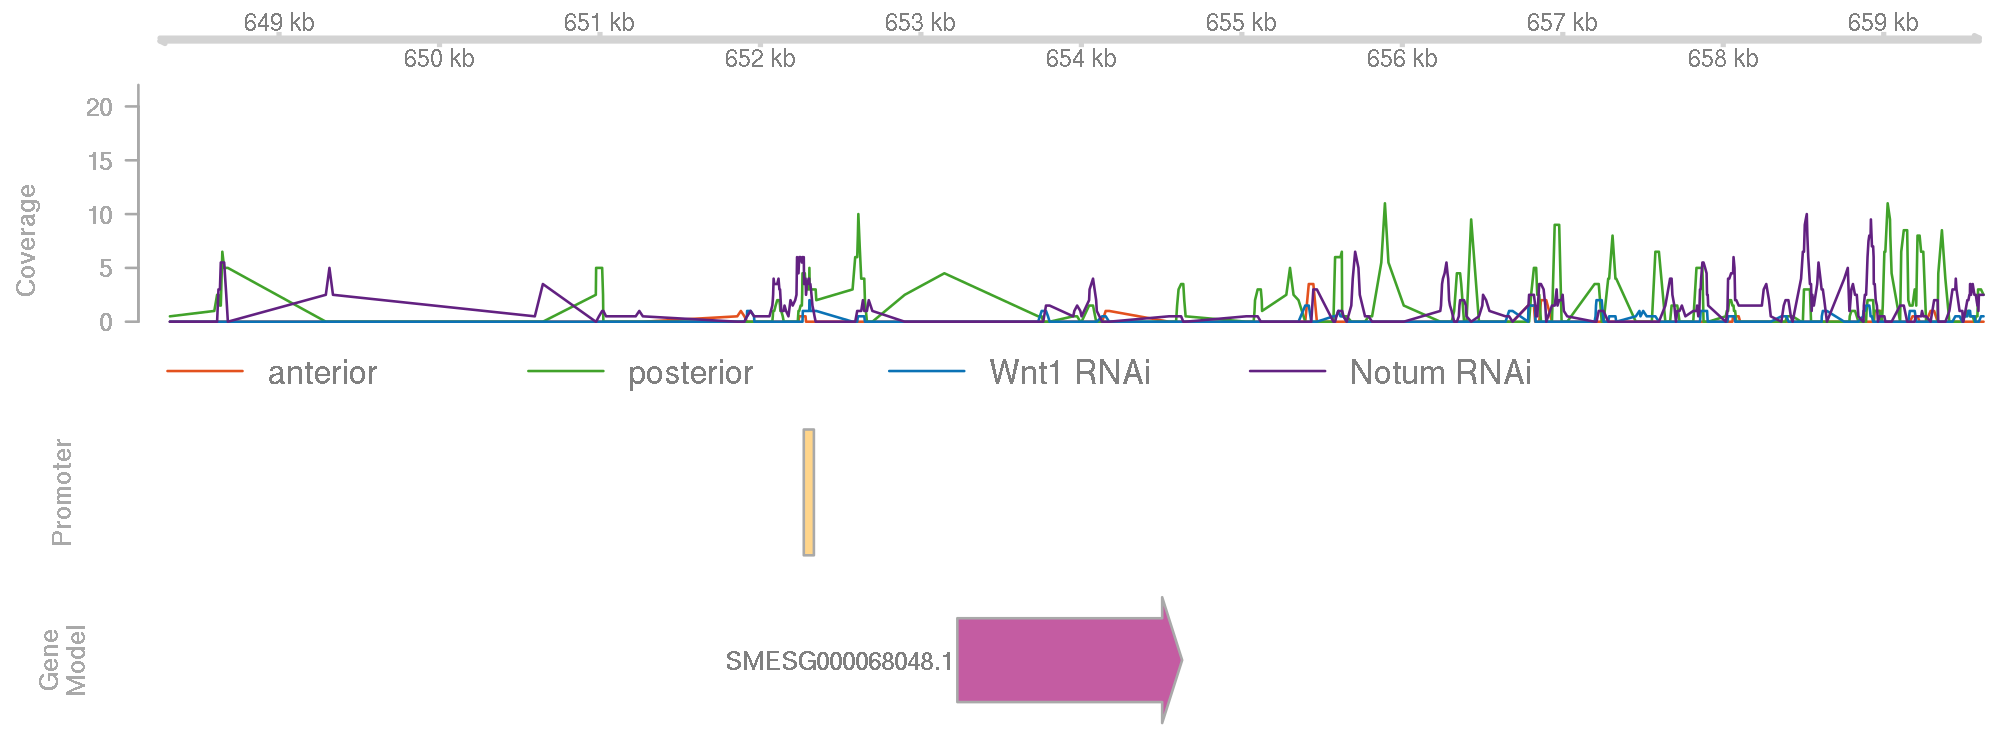 649 kb 651 kb 653 kb 655 kb 657 kb 659 kb
650 kb 652 kb 654 kb 656 kb 658 kb
Coverage
20
15
10
5
0
anterior posterior Wnt1 RNAi Notum RNAi
Promoter
Gene
Model
SMESG000068048.1